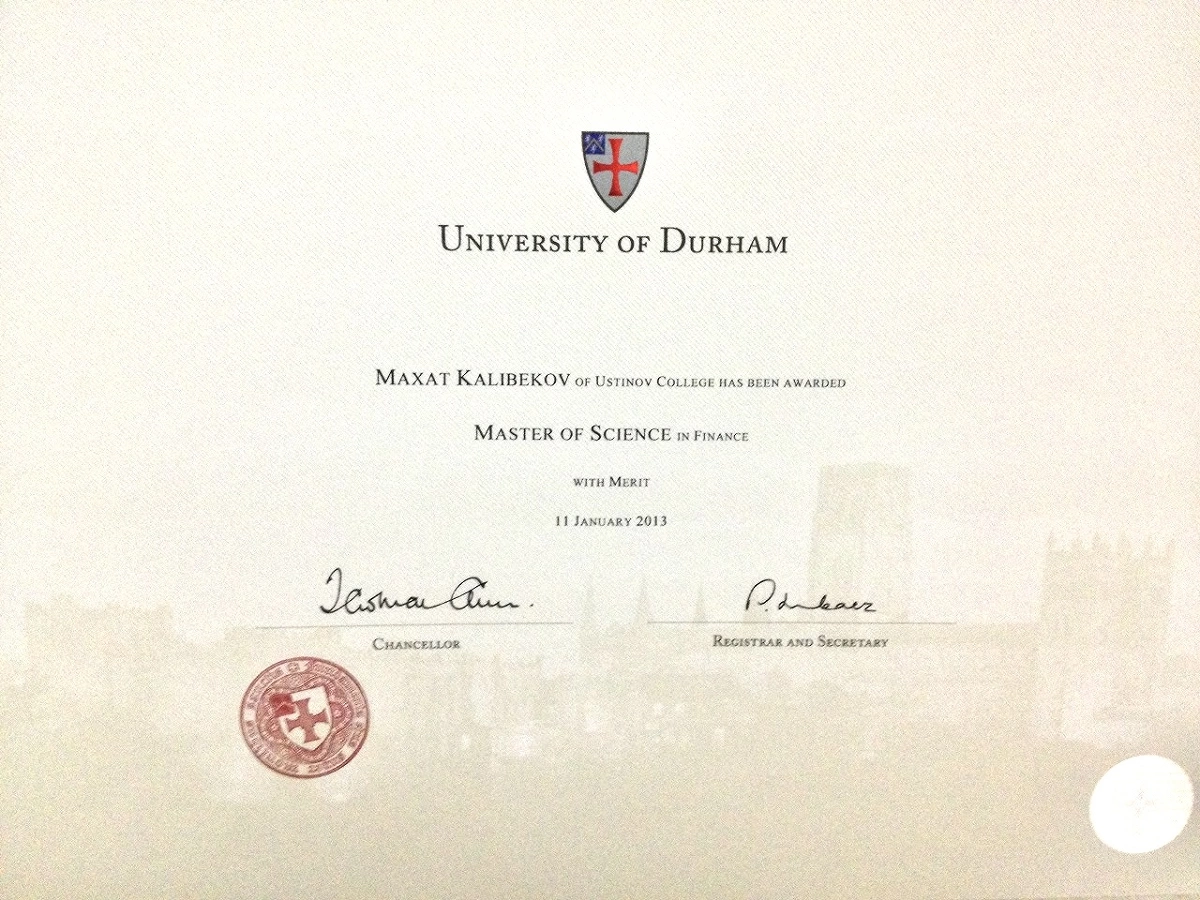 UNIVERSITY OF DURHAM
MAXAT KALIBEKOV OF USTINOV COLLEGE HAS BEEN AWARDED
MASTER OF SCIENCE IN FINANCE
WITH MERIT
11 JANUARY 2013
CHANCELLOR
REGISTRAR AND SECRETARY